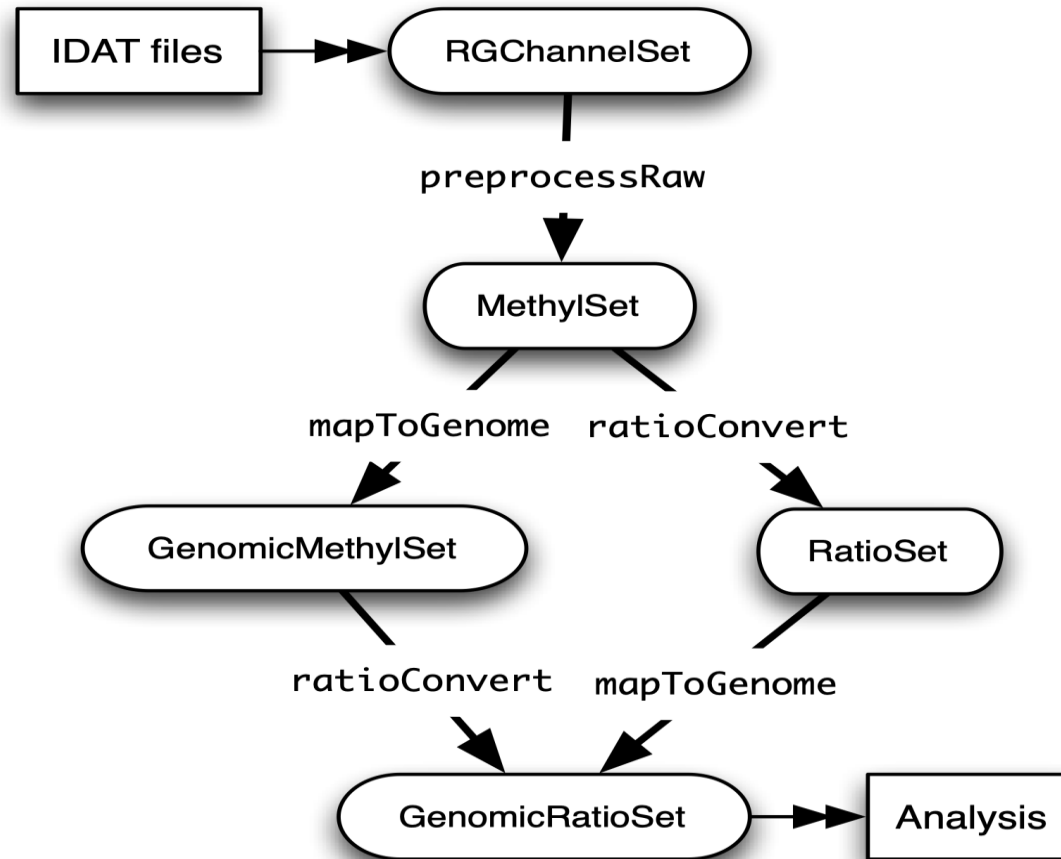 IDAT files
RGChannelSet
preprocessRaw
MethylSet
mapToGenome
ratioConvert
GenomicMethylSet
RatioSet
ratioConvert
mapToGenome
GenomicRatioSet
Analysis